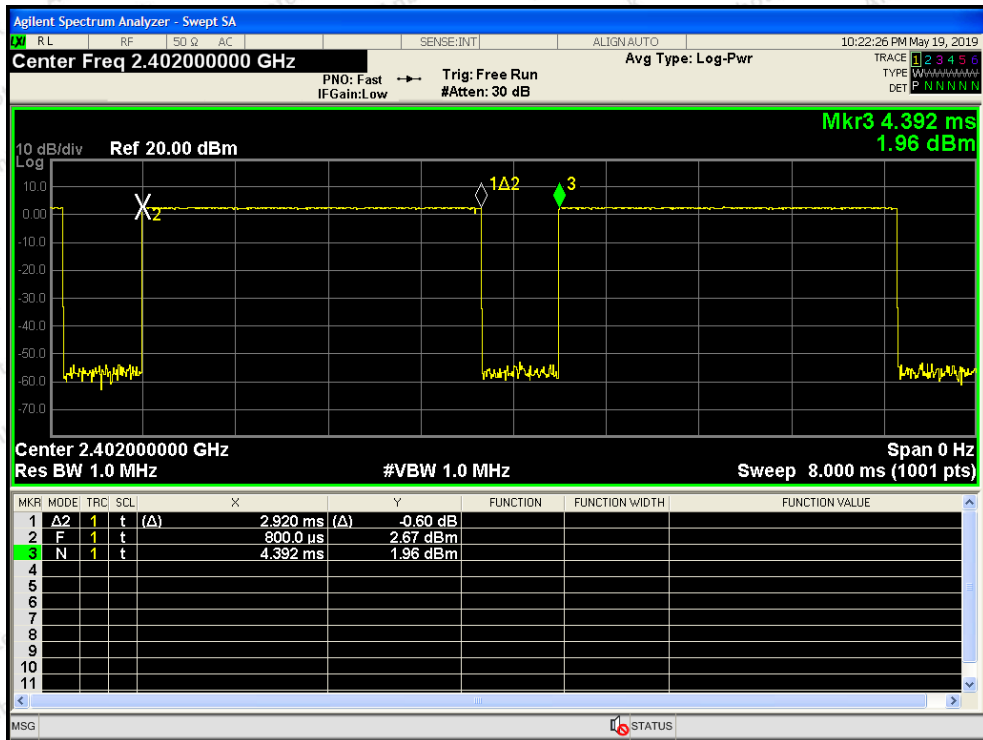 Agilent Spectrum Analyzer - Swept SA
LXI RL RF 50 Ω AC SENSE:INT ALIGNAUTO 10:22:26 PM May 19, 2019
Center Freq 2.402000000 GHz
PNO: Fast Trig: Free Run Avg Type: Log-Pwr TRACE 1 2 3 4 5 6
IFGain:Low #Atten: 30 dB TYPE W
DET P N N N N N
Mkr3 4.392 ms
1.96 dBm
10 dB/div Ref 20.00 dBm
Log
10.0
0.00
-10.0
-20.0
-30.0
-40.0
-50.0
-60.0
-70.0
X2
1Δ2
3
Center 2.402000000 GHz Span 0 Hz
Res BW 1.0 MHz #VBW 1.0 MHz Sweep 8.000 ms (1001 pts)
MKR MODE TRC SCL X Y FUNCTION FUNCTION WIDTH FUNCTION VALUE
1 Δ2 1 t (Δ) 2.920 ms (Δ) -0.60 dB
2 F 1 t 800.0 µs 2.67 dBm
3 N 1 t 4.392 ms 1.96 dBm
4
5
6
7
8
9
10
11
MSG STATUS